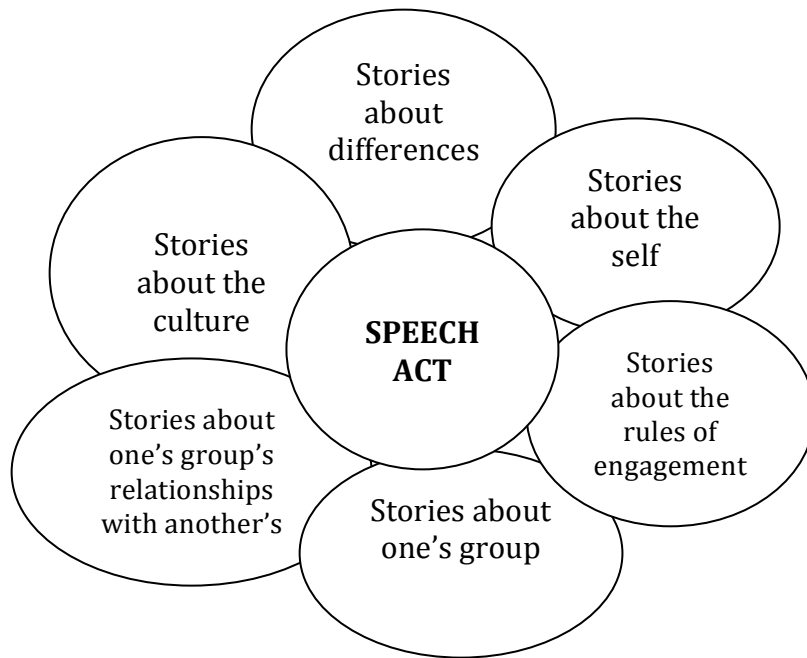 Stories
about
differences
Stories
about the
self
Stories
about the
culture
SPEECH
ACT
Stories
about the
rules of
engagement
Stories about
one’s group’s
relationships
with another’s
Stories about
one’s group